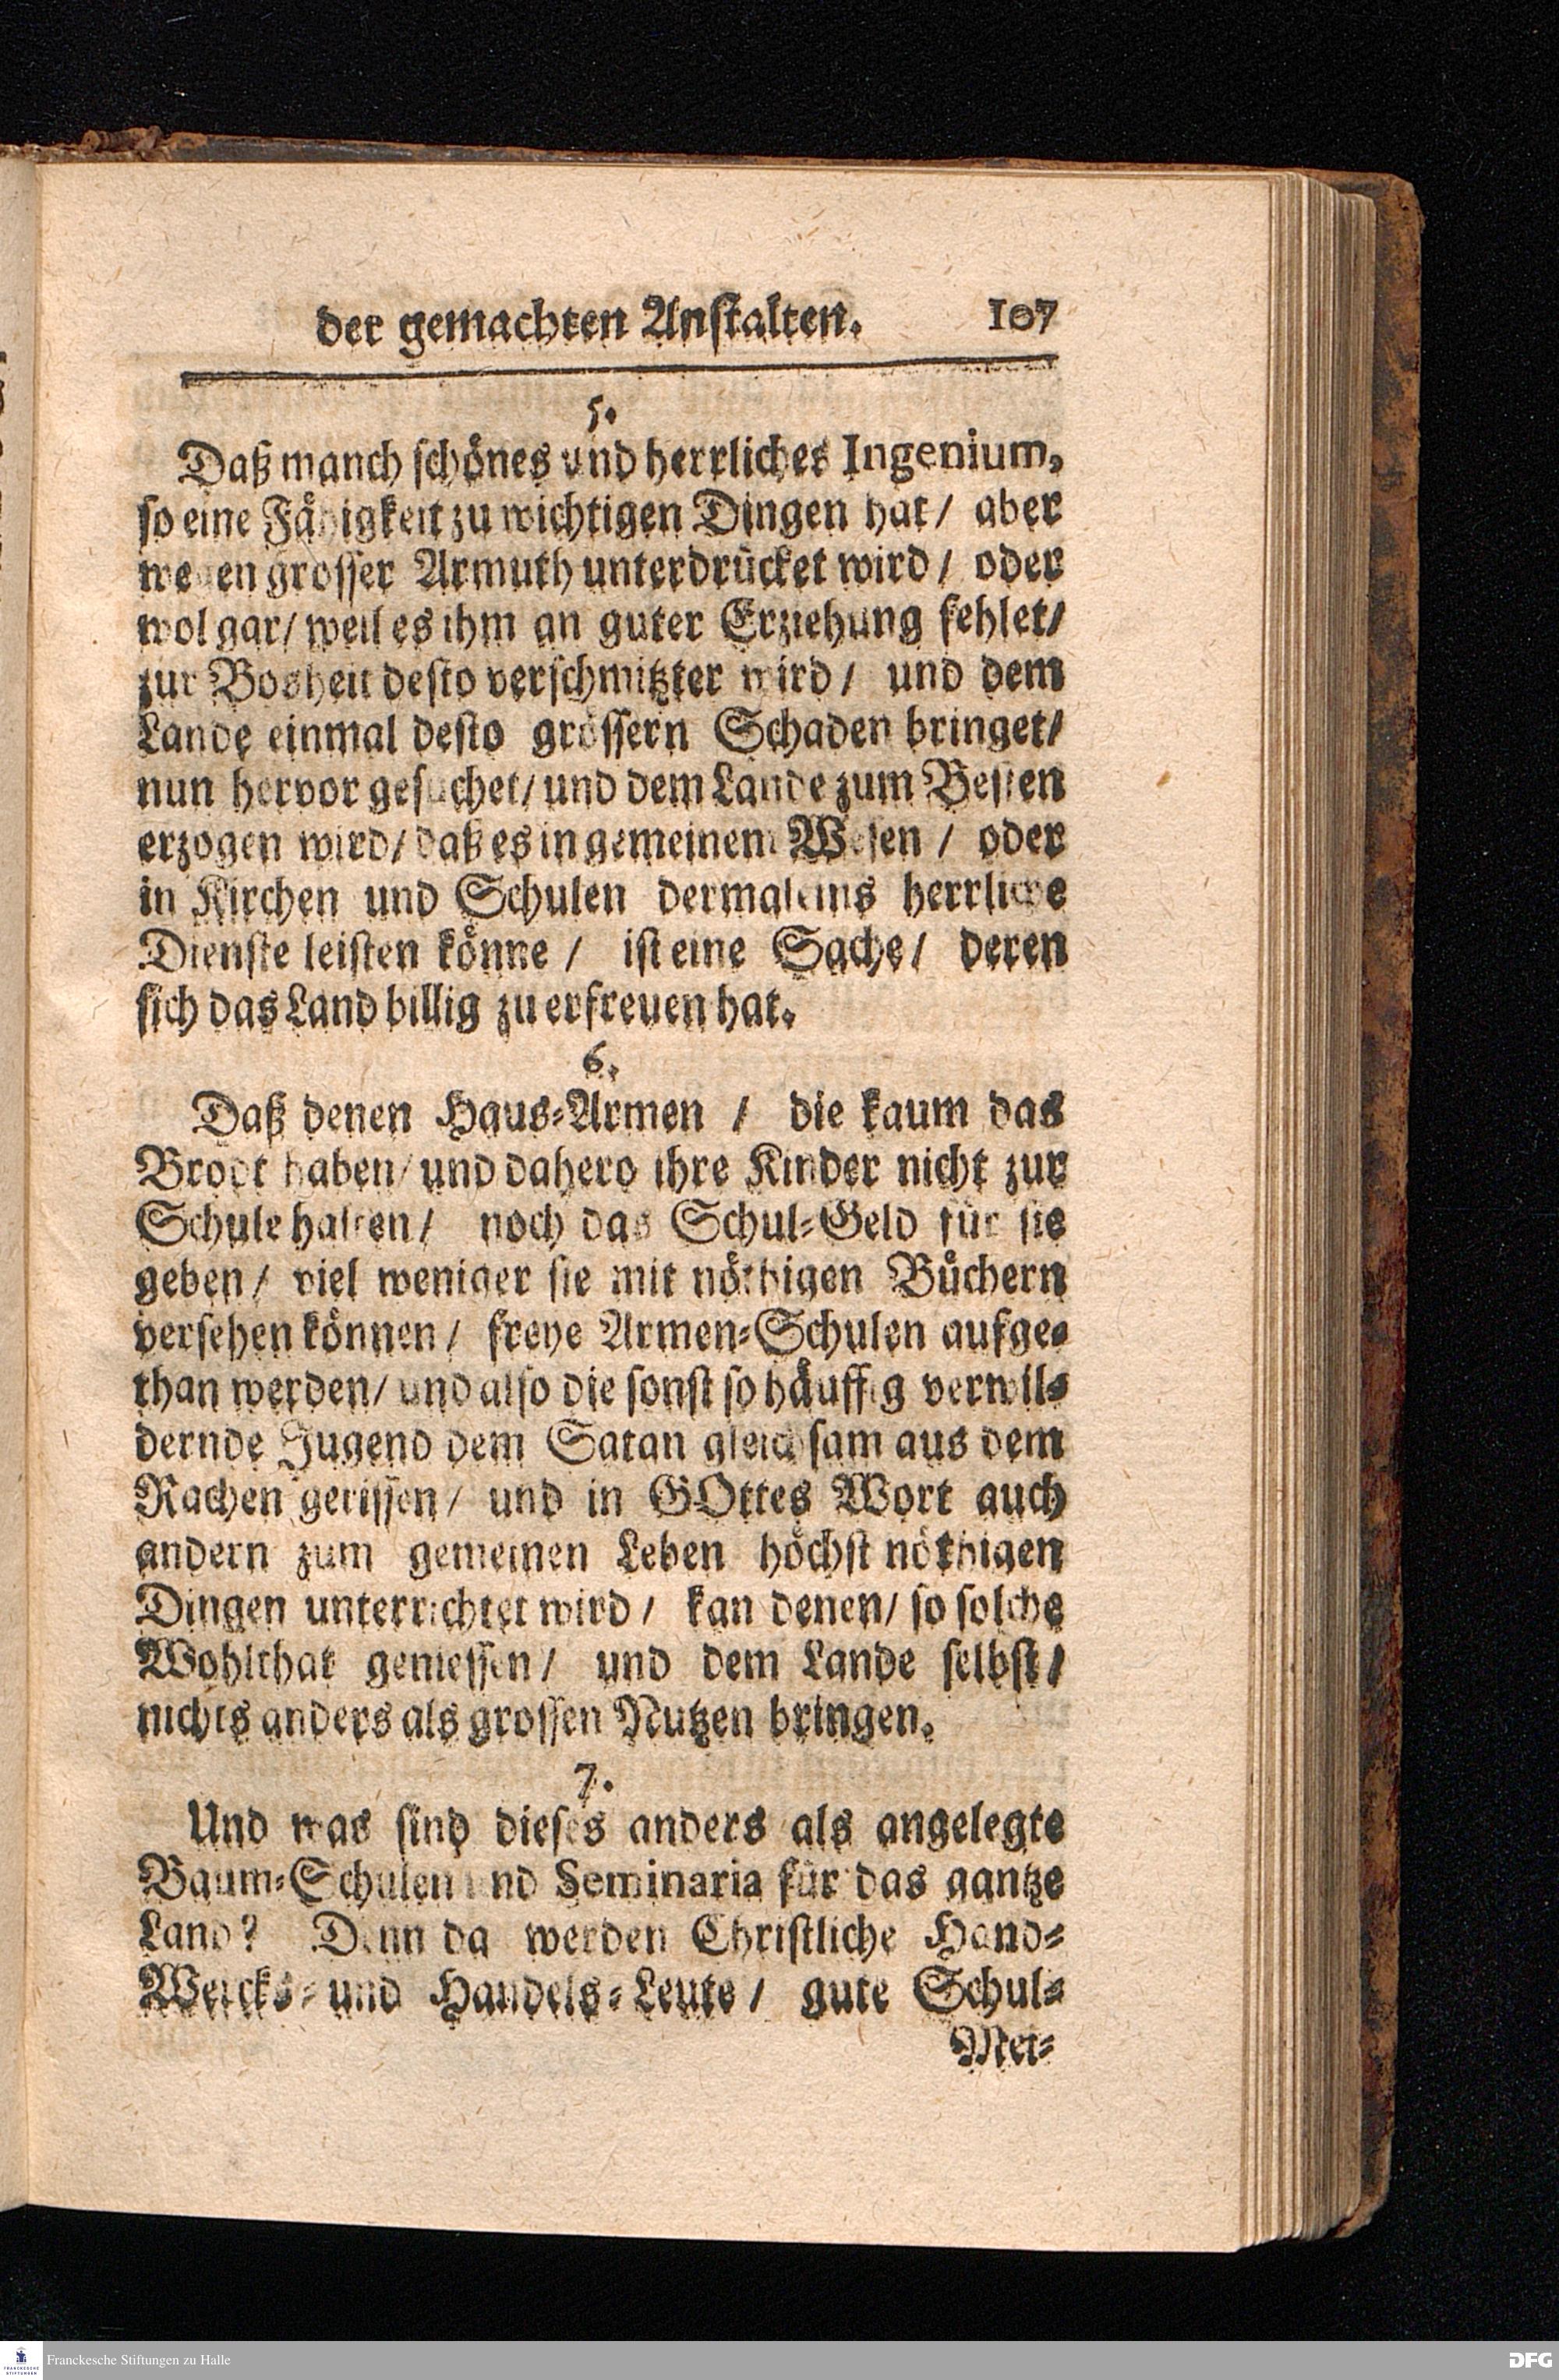 der gemachten Anstalten. 107
5.
Daß manch schönes und herrliches Ingenium,
so eine Fähigkeit zu wichtigen Dingen hat / aber
wegen grosser Armuth unterdrücket wird / oder
wol gar / weil es ihm an guter Erziehung fehlet /
zur Bosheit desto verschmitzter wird / und dem
Lande einmal desto grössern Schaden bringet /
nun hervor gesuchet / und dem Lande zum Besten
erzogen wird / daß es in gemeinem Wesen / oder
in Kirchen und Schulen dermaleins herrliche
Dienste leisten könne / ist eine Sache / deren
sich das Land billig zu erfreuen hat.
6.
Daß denen Haus-Armen / die kaum das
Brodt haben / und dahero ihre Kinder nicht zur
Schule halten / noch das Schul-Geld für sie
geben / viel weniger sie mit nöthigen Büchern
versehen können / freye Armen-Schulen aufge-
than werden / und also die sonst so häuffig verwil-
dernde Jugend dem Satan gleichsam aus dem
Rachen gerissen / und in GOttes Wort auch
andern zum gemeinen Leben höchst nöthigen
Dingen unterrichtet wird / kan denen / so solche
Wohlthat geniessen / und dem Lande selbst /
nichts anders als grossen Nutzen bringen.
7.
Und was sind dieses anders als angelegte
Baum-Schulen und Seminaria für das gantze
Land? Denn da werden Christliche Hand-
Wercks- und Handels-Leute / gute Schul-
Mei-
FRANCKESCHE STIFTUNGEN
Franckesche Stiftungen zu Halle
DFG